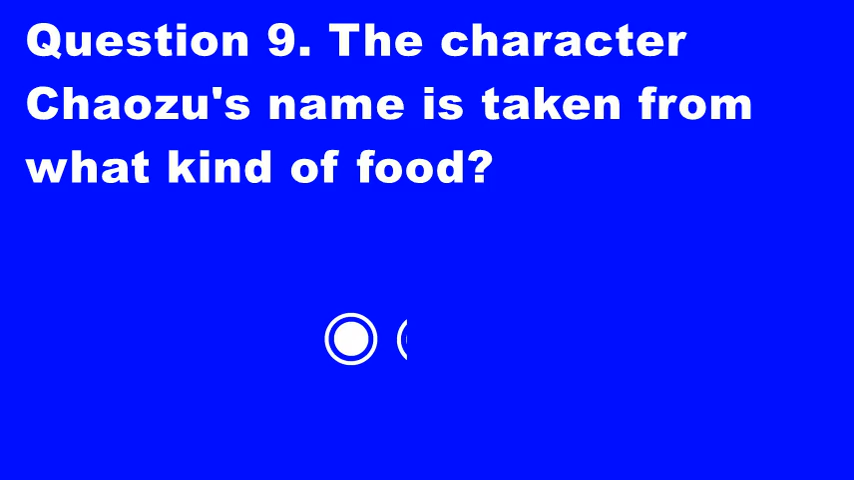 Question 9. The character
Chaozu's name is taken from
what kind of food?